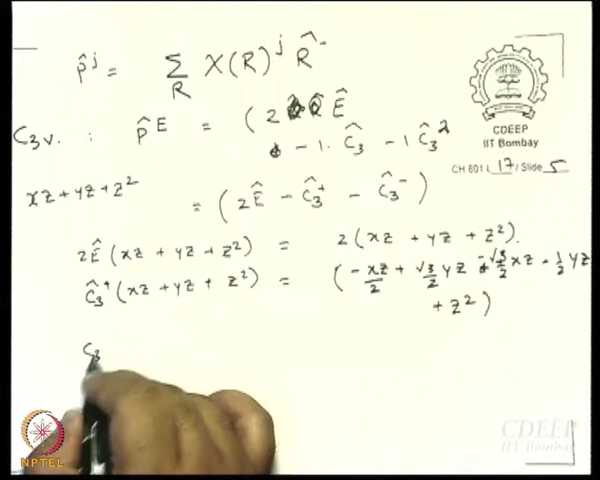 P̂ʲ = Σ_R χ(R)ʲ R̂
C₃v. : P̂ᴱ = (2 Ê
- 1. Ĉ₃ - 1 Ĉ₃²
xz + yz + z²
= (2Ê - Ĉ₃⁺ - Ĉ₃⁻)
2Ê (xz + yz + z²) = 2 (xz + yz + z²).
Ĉ₃⁺ (xz + yz + z²) = (-xz/2 + √3/2 yz - √3/2 xz - 1/2 yz
+ z²)
C₃
CDEEP
IIT Bombay
CH 801 L 17 / Slide 5
NPTEL
CDEEP
IIT Bombay